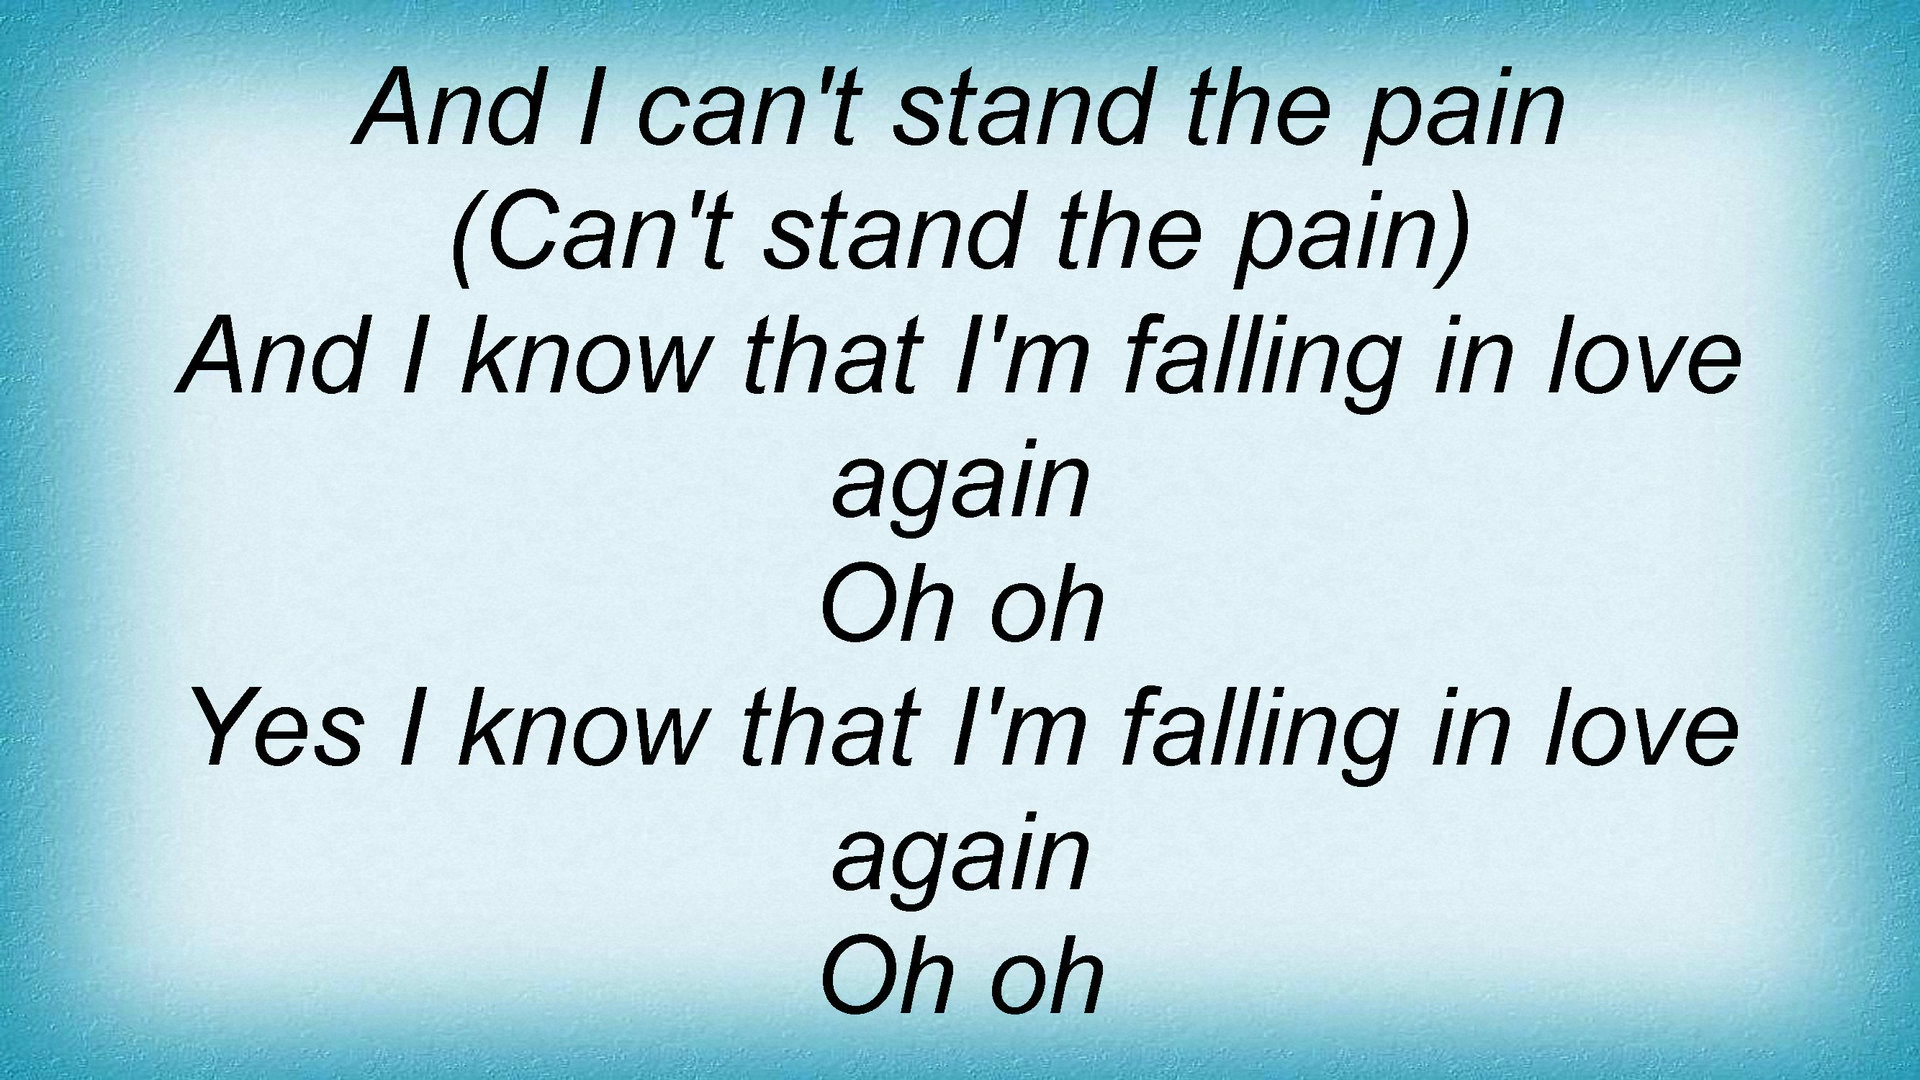 And I can't stand the pain
(Can't stand the pain)
And I know that I'm falling in love
again
Oh oh
Yes I know that I'm falling in love
again
Oh oh